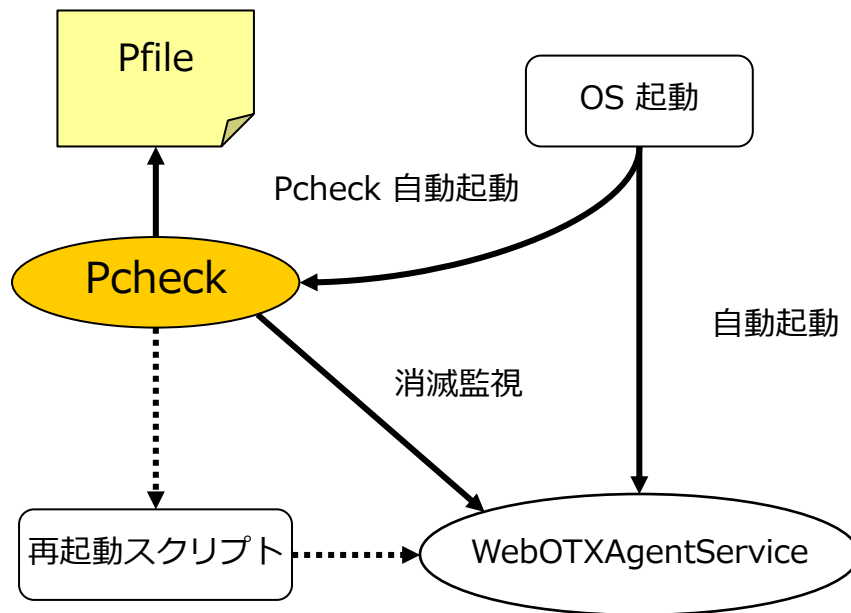 Pfile
OS 起動
Pcheck 自動起動
Pcheck
自動起動
消滅監視
再起動スクリプト
WebOTXAgentService